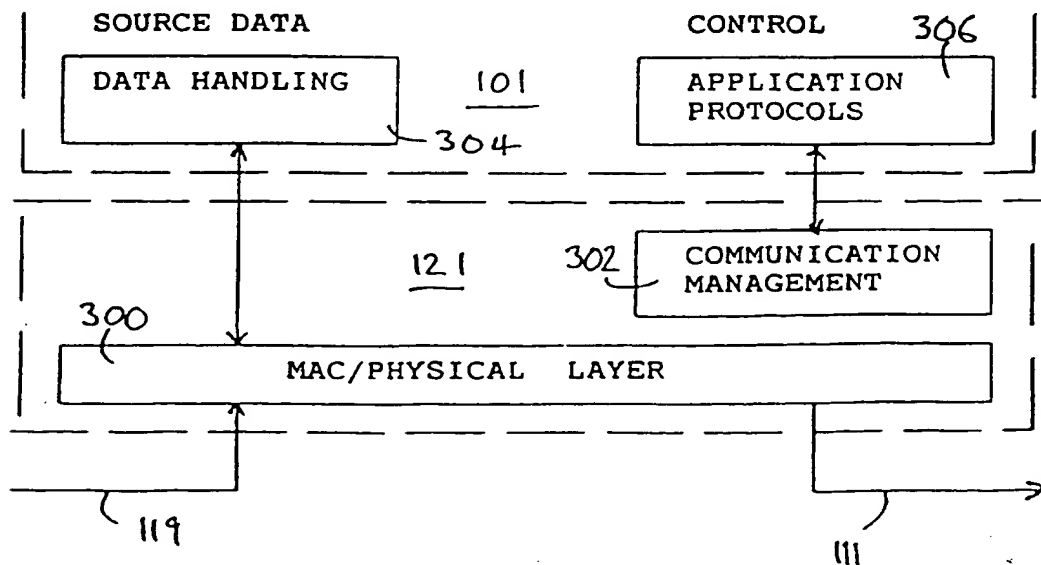 SOURCE DATA
CONTROL
306
DATA HANDLING
101
APPLICATION
PROTOCOLS
304
121
302
COMMUNICATION
MANAGEMENT
300
MAC/PHYSICAL LAYER
119
111